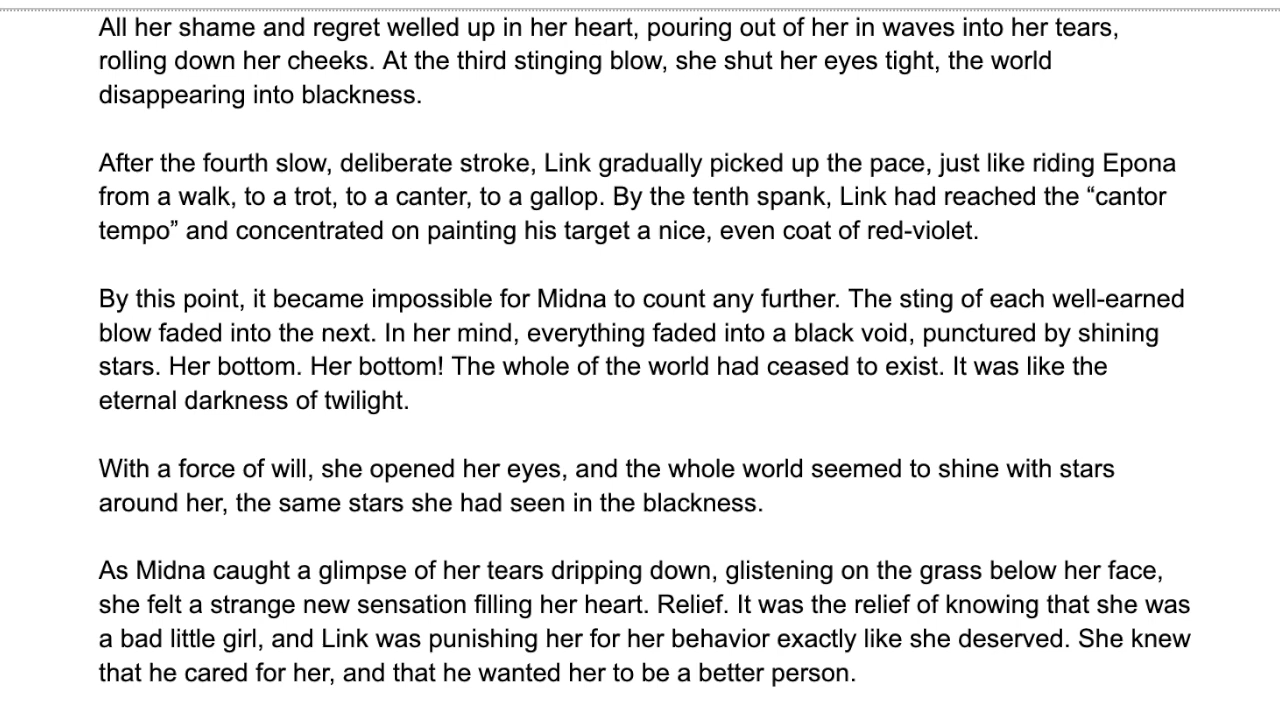 All her shame and regret welled up in her heart, pouring out of her in waves into her tears,
rolling down her cheeks. At the third stinging blow, she shut her eyes tight, the world
disappearing into blackness.
After the fourth slow, deliberate stroke, Link gradually picked up the pace, just like riding Epona
from a walk, to a trot, to a canter, to a gallop. By the tenth spank, Link had reached the “cantor
tempo” and concentrated on painting his target a nice, even coat of red-violet.
By this point, it became impossible for Midna to count any further. The sting of each well-earned
blow faded into the next. In her mind, everything faded into a black void, punctured by shining
stars. Her bottom. Her bottom! The whole of the world had ceased to exist. It was like the
eternal darkness of twilight.
With a force of will, she opened her eyes, and the whole world seemed to shine with stars
around her, the same stars she had seen in the blackness.
As Midna caught a glimpse of her tears dripping down, glistening on the grass below her face,
she felt a strange new sensation filling her heart. Relief. It was the relief of knowing that she was
a bad little girl, and Link was punishing her for her behavior exactly like she deserved. She knew
that he cared for her, and that he wanted her to be a better person.